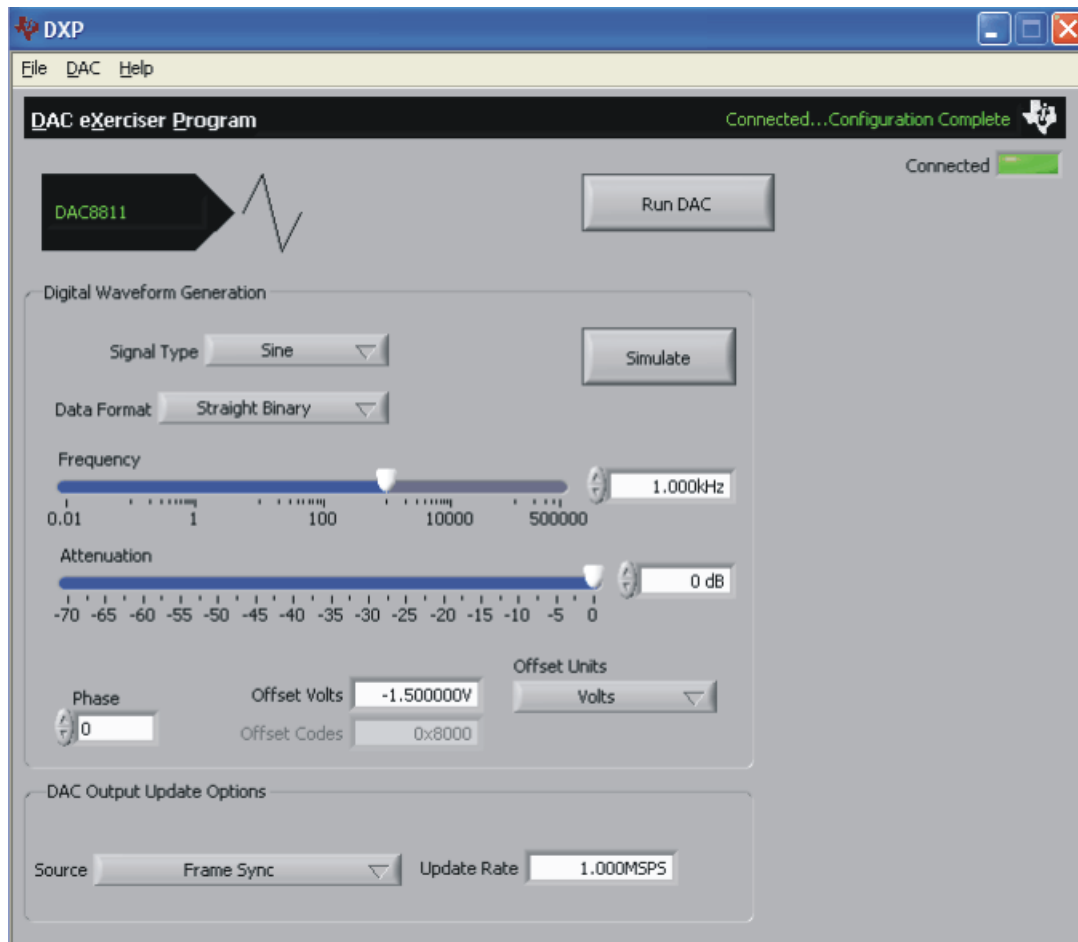 DXP
File DAC Help
DAC eXerciser Program
Connected...Configuration Complete
Connected
DAC8811
Run DAC
Digital Waveform Generation
Signal Type Sine
Simulate
Data Format Straight Binary
Frequency
1.000kHz
0.01 1 100 10000 500000
Attenuation
0 dB
-70 -65 -60 -55 -50 -45 -40 -35 -30 -25 -20 -15 -10 -5 0
Offset Units
Phase
Offset Volts -1.500000V
Volts
0
Offset Codes 0x8000
DAC Output Update Options
Source Frame Sync Update Rate 1.000MSPS